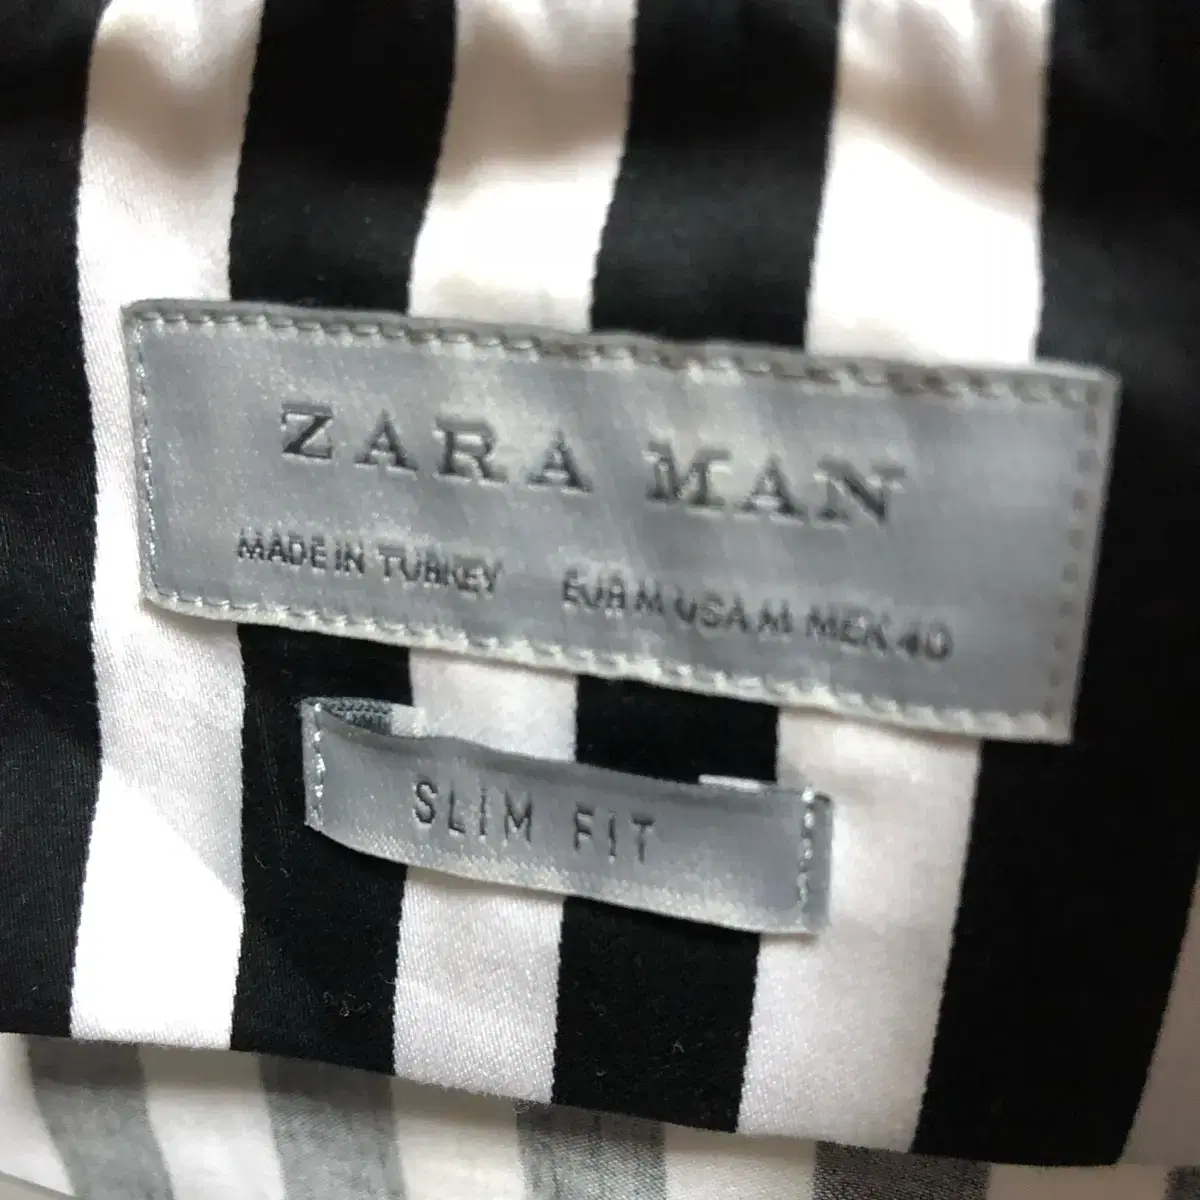 ZARA MAN
MADE IN TURKEY EUR M USA M MEX 40
SLIM FIT